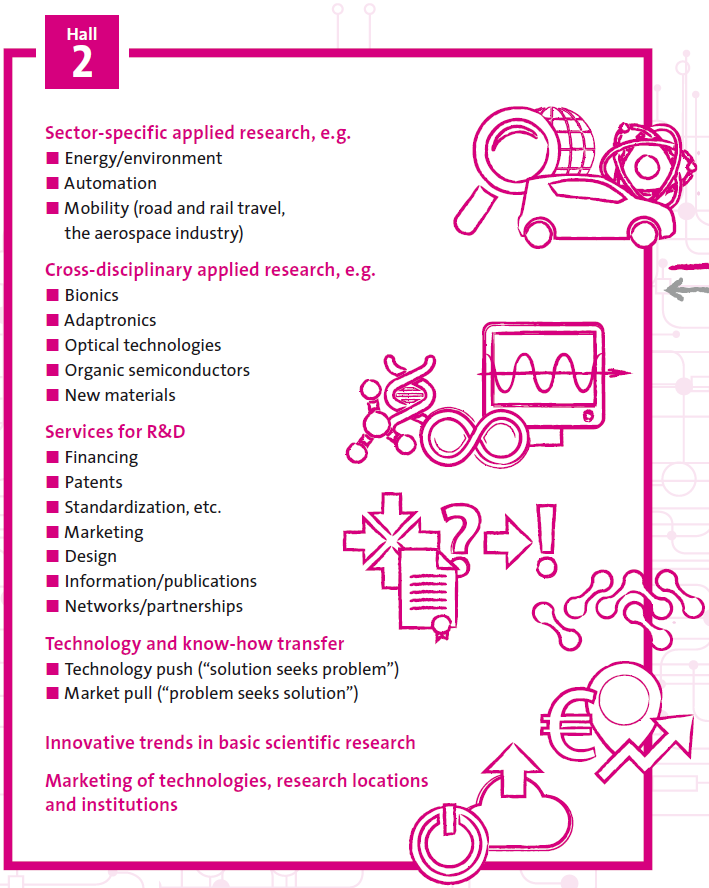 Hall
2
Sector-specific applied research, e.g.
Energy/environment
Automation
Mobility (road and rail travel,
the aerospace industry)
Cross-disciplinary applied research, e.g.
Bionics
Adaptronics
Optical technologies
Organic semiconductors
New materials
Services for R&D
Financing
Patents
Standardization, etc.
Marketing
Design
Information/publications
Networks/partnerships
Technology and know-how transfer
Technology push (“solution seeks problem”)
Market pull (“problem seeks solution”)
Innovative trends in basic scientific research
Marketing of technologies, research locations
and institutions